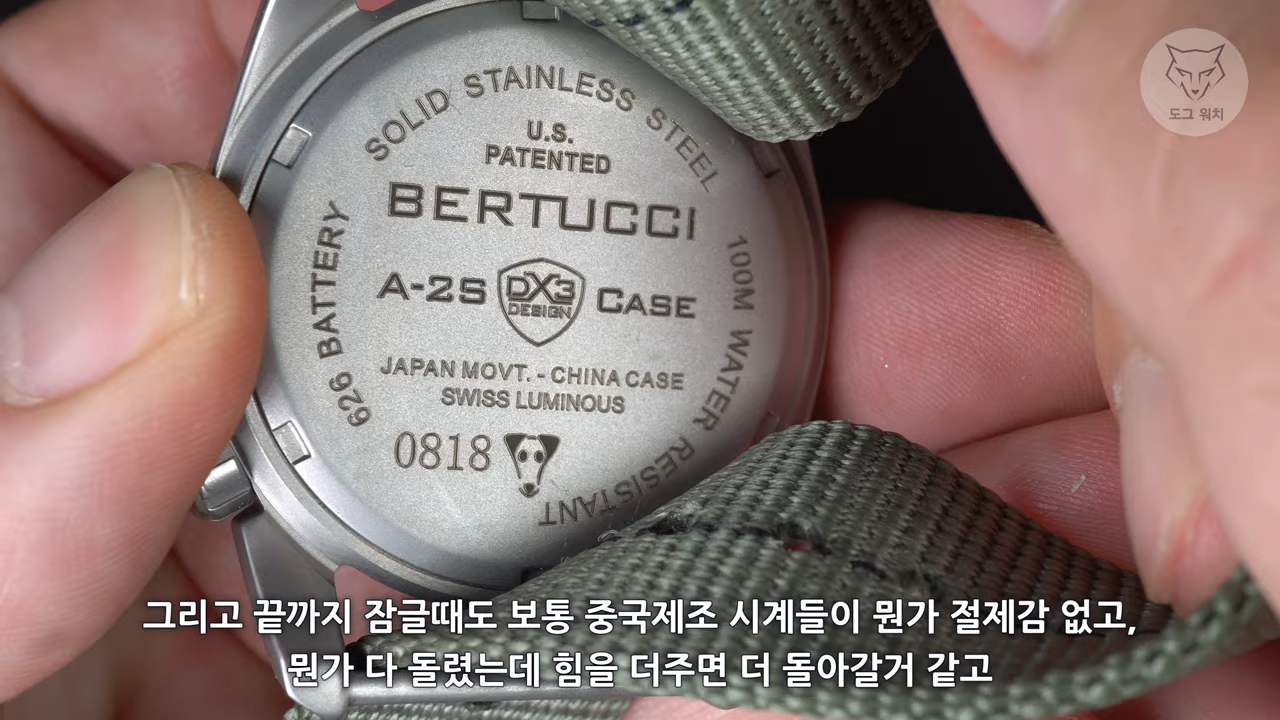 SOLID STAINLESS STEEL
U.S.
PATENTED
BERTUCCI
A-2S DX3 DESIGN CASE
JAPAN MOVT. - CHINA CASE
SWISS LUMINOUS
0818
626 BATTERY
100M WATER RESISTANT
도그 워치
그리고 끝까지 잠글때도 보통 중국제조 시계들이 뭔가 절제감 없고,
뭔가 다 돌렸는데 힘을 더주면 더 돌아갈거 같고